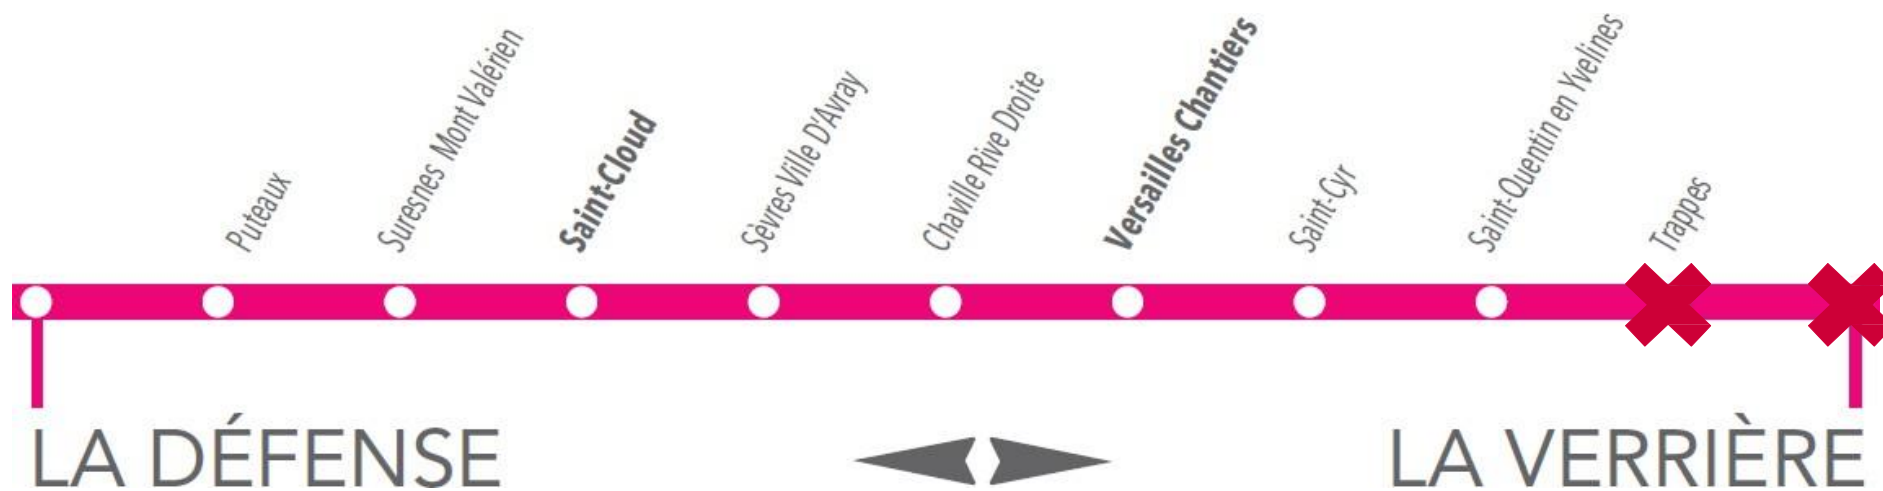 Puteaux
Suresnes Mont Valérien
Saint-Cloud
Sèvres Ville D'Avray
Chaville Rive Droite
Versailles Chantiers
Saint-Cyr
Saint-Quentin en Yvelines
Trappes
LA DÉFENSE
LA VERRIÈRE